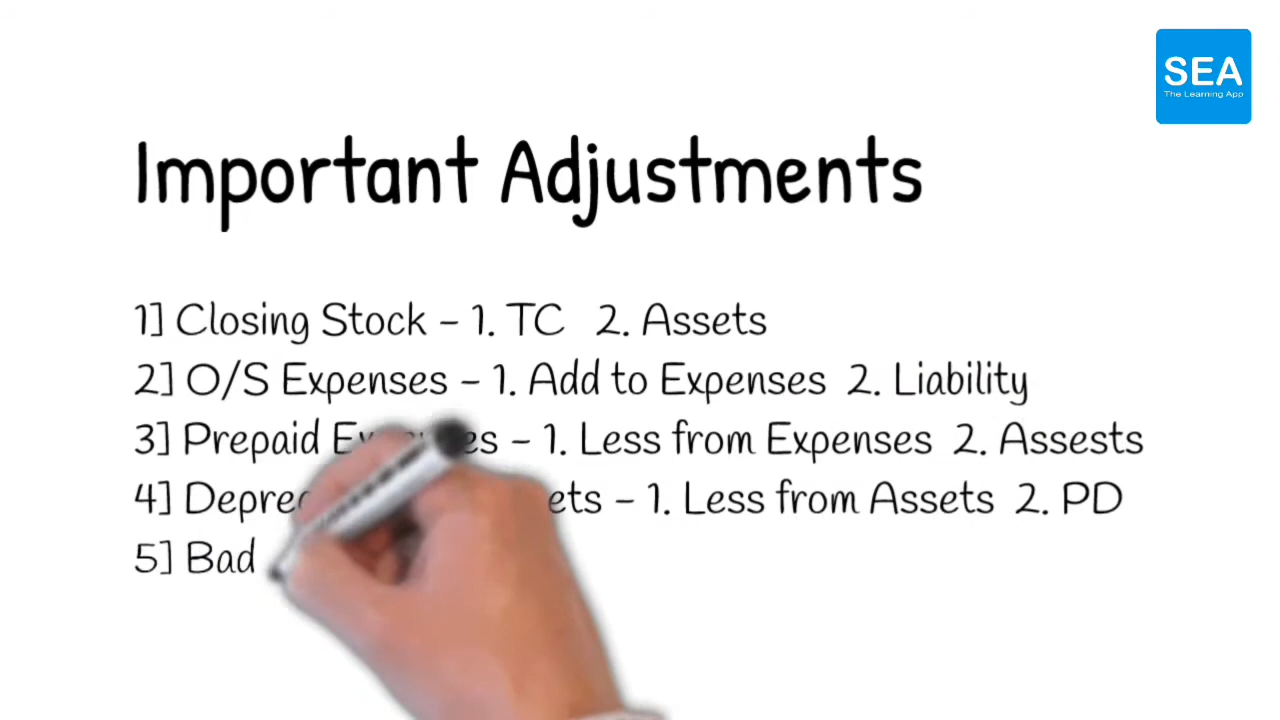 SEA
The Learning App
Important Adjustments
1] Closing Stock - 1. TC 2. Assets
2] O/S Expenses - 1. Add to Expenses 2. Liability
3] Prepaid - 1. Less from Expenses 2. Assests
4] - 1. Less from Assets 2. PD
5] Bad